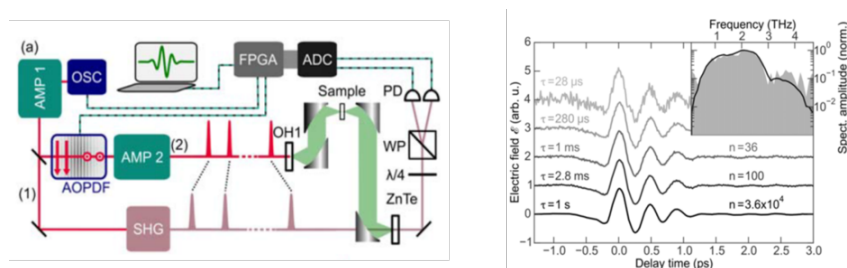 (a)
AMP 1
OSC
FPGA
ADC
Sample
PD
OH1
AOPDF
AMP 2
(2)
WP
λ/4
(1)
ZnTe
SHG
Frequency (THz)
1 2 3 4
Electric field ℰ (arb. u.)
6
5
4
3
2
1
0
−1
τ = 28 μs
τ = 280 μs
τ = 1 ms
n=36
τ = 2.8 ms
n=100
τ = 1 s
n=3.6x10⁴
10⁰
10⁻¹
10⁻²
Spect. amplitude (norm.)
−1.0 −0.5 0.0 0.5 1.0 1.5 2.0 2.5 3.0
Delay time (ps)